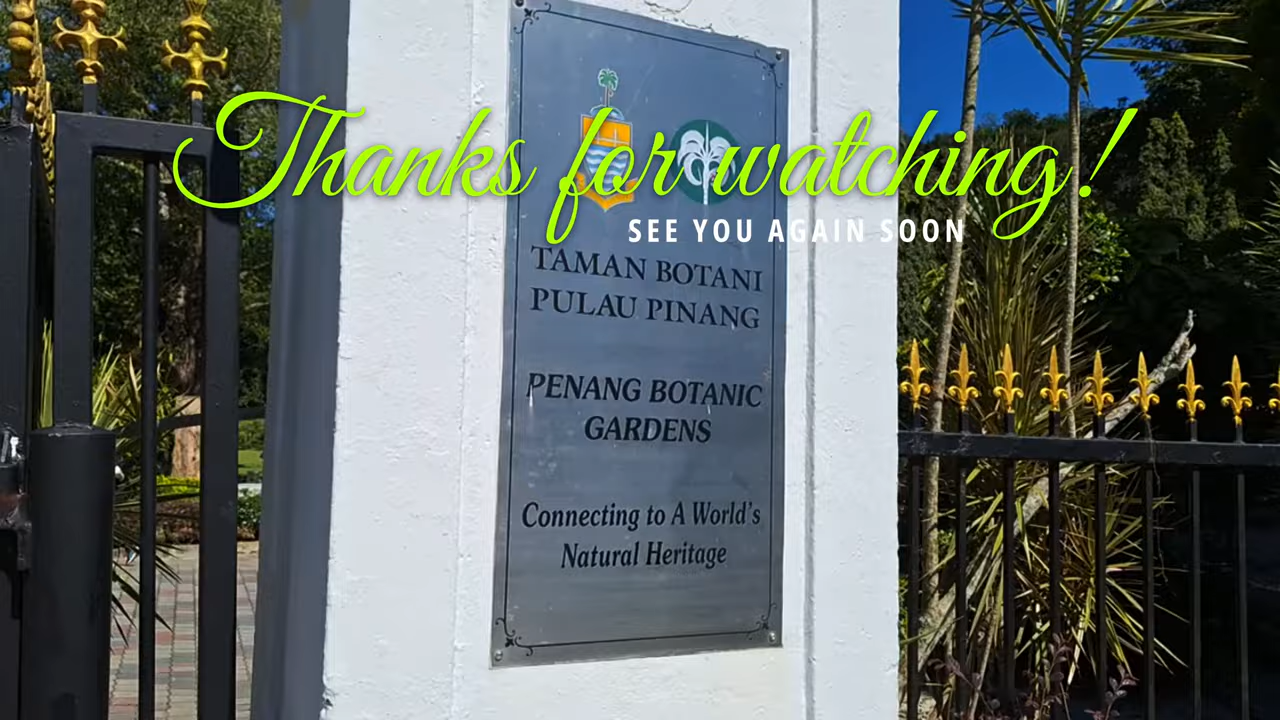 Thanks for watching!
SEE YOU AGAIN SOON
TAMAN BOTANI
PULAU PINANG
PENANG BOTANIC
GARDENS
Connecting to A World's
Natural Heritage